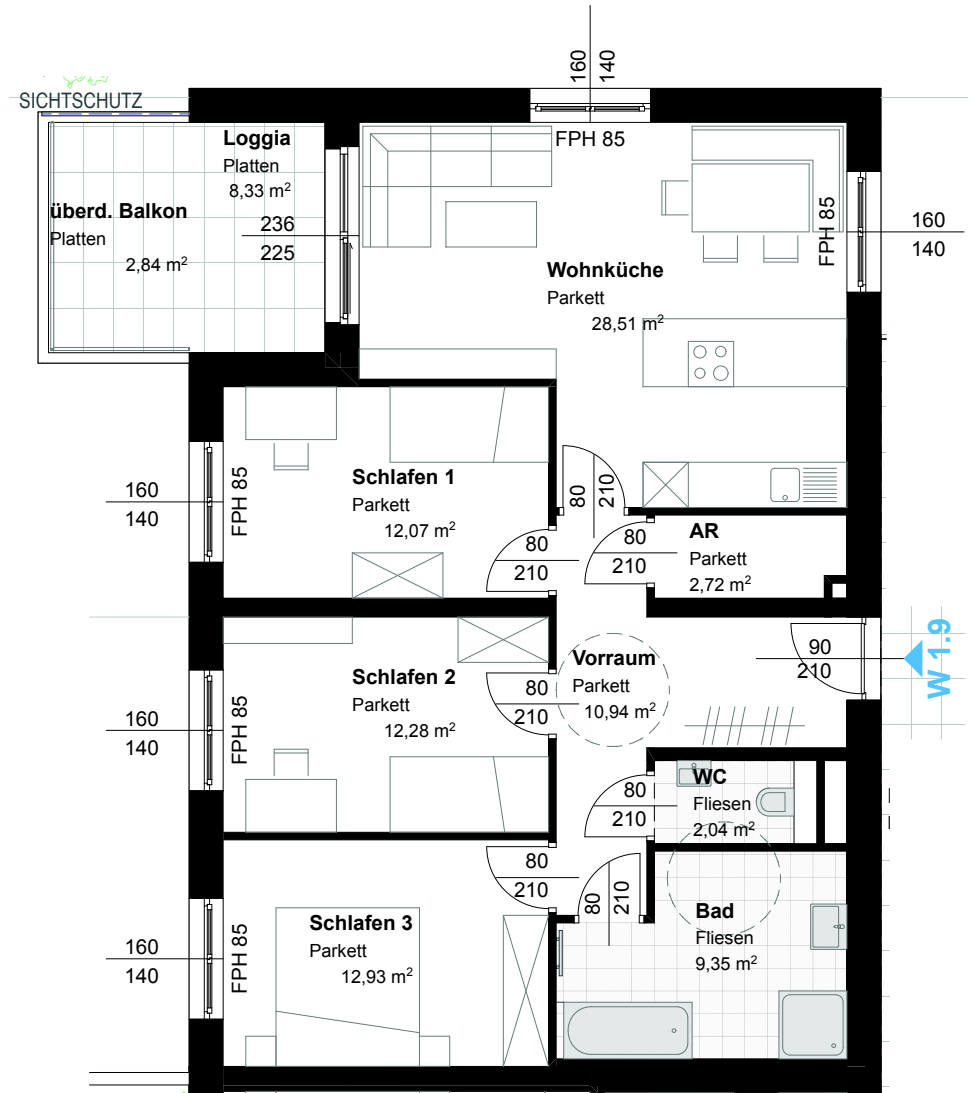 160
140
SICHTSCHUTZ
FPH 85
Loggia
Platten
8,33 m²
überd. Balkon
Platten
2,84 m²
236
225
FPH 85
160
140
Wohnküche
Parkett
28,51 m²
160
140
FPH 85
Schlafen 1
Parkett
12,07 m²
80
210
80
210
80
210
AR
Parkett
2,72 m²
160
140
FPH 85
Schlafen 2
Parkett
12,28 m²
80
210
Vorraum
Parkett
10,94 m²
90
210
W 1.9
80
210
WC
Fliesen
2,04 m²
160
140
FPH 85
Schlafen 3
Parkett
12,93 m²
80
210
80
210
Bad
Fliesen
9,35 m²